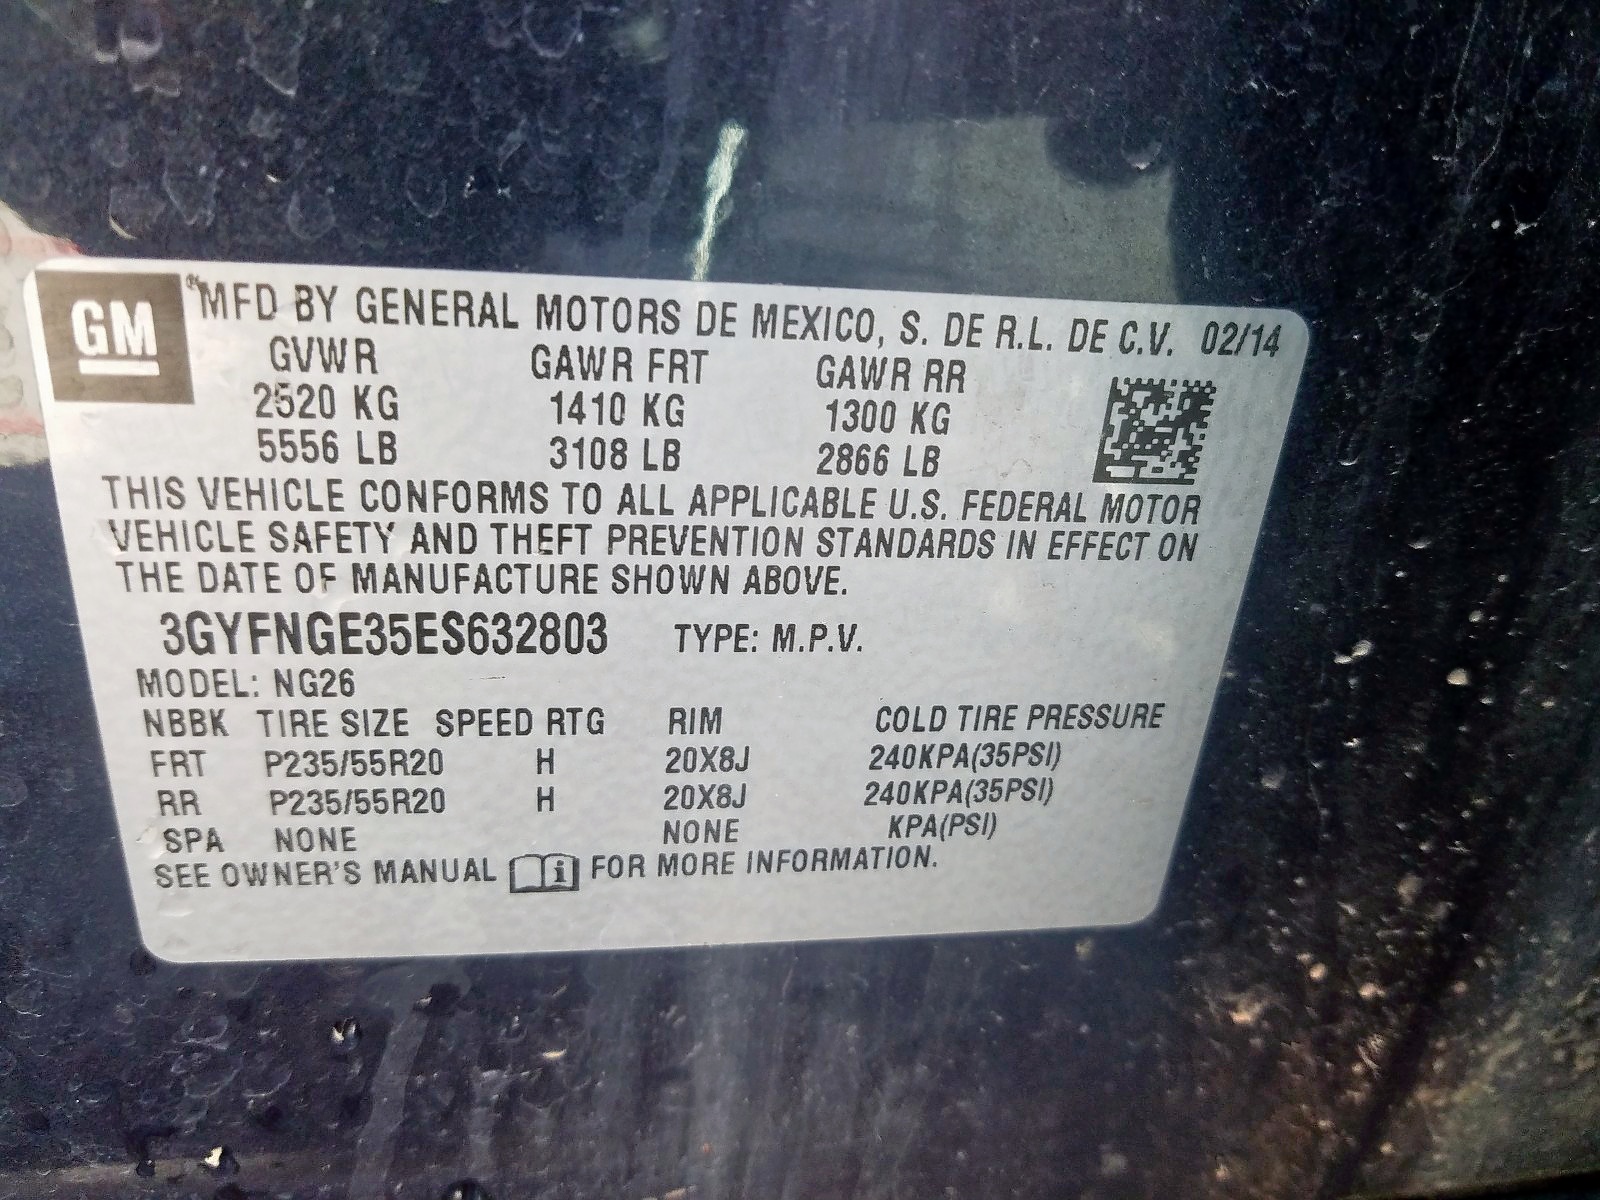 GM MFD BY GENERAL MOTORS DE MEXICO, S. DE R.L. DE C.V. 02/14
GVWR GAWR FRT GAWR RR
2520 KG 1410 KG 1300 KG
5556 LB 3108 LB 2866 LB
THIS VEHICLE CONFORMS TO ALL APPLICABLE U.S. FEDERAL MOTOR
VEHICLE SAFETY AND THEFT PREVENTION STANDARDS IN EFFECT ON
THE DATE OF MANUFACTURE SHOWN ABOVE.
3GYFNGE35ES632803 TYPE: M.P.V.
MODEL: NG26
NBBK TIRE SIZE SPEED RTG RIM COLD TIRE PRESSURE
FRT P235/55R20 H 20X8J 240KPA(35PSI)
RR P235/55R20 H 20X8J 240KPA(35PSI)
SPA NONE NONE KPA(PSI)
SEE OWNER'S MANUAL i FOR MORE INFORMATION.